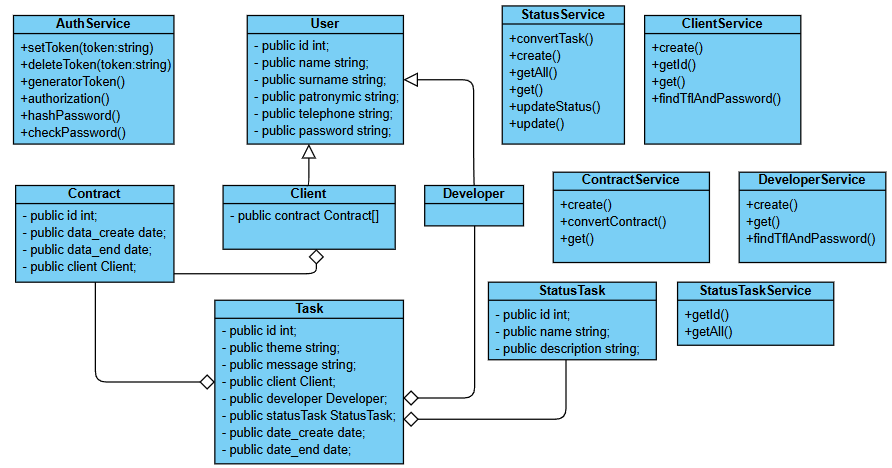 AuthService
+setToken(token:string)
+deleteToken(token:string)
+generatorToken()
+authorization()
+hashPassword()
+checkPassword()
User
- public id int;
- public name string;
- public surname string;
- public patronymic string;
- public telephone string;
- public password string;
StatusService
+convertTask()
+create()
+getAll()
+get()
+updateStatus()
+update()
ClientService
+create()
+getId()
+get()
+findTflAndPassword()
Contract
- public id int;
- public data_create date;
- public data_end date;
- public client Client;
Client
- public contract Contract[]
Developer
ContractService
+create()
+convertContract()
+get()
DeveloperService
+create()
+get()
+findTflAndPassword()
Task
- public id int;
- public theme string;
- public message string;
- public client Client;
- public developer Developer;
- public statusTask StatusTask;
- public date_create date;
- public date_end date;
StatusTask
- public id int;
- public name string;
- public description string;
StatusTaskService
+getId()
+getAll()